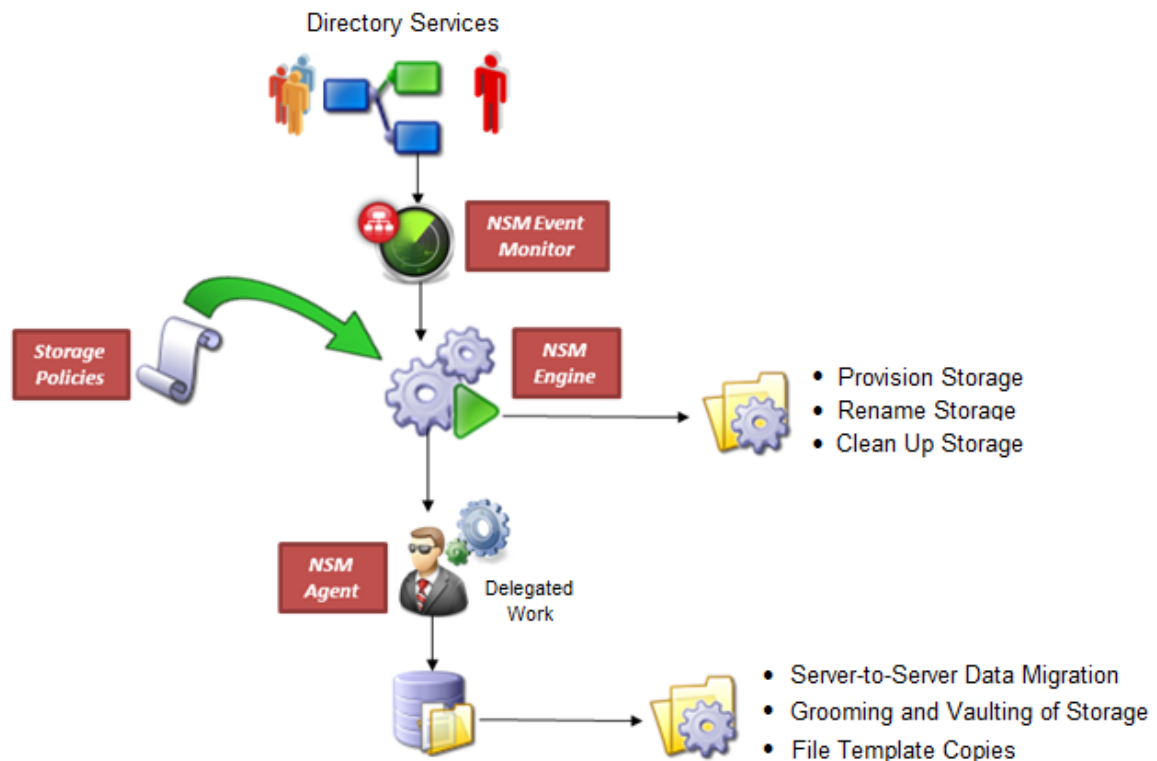 Directory Services
NSM Event
Monitor
Storage
Policies
NSM
Engine
• Provision Storage
• Rename Storage
• Clean Up Storage
NSM
Agent
Delegated
Work
• Server-to-Server Data Migration
• Grooming and Vaulting of Storage
• File Template Copies